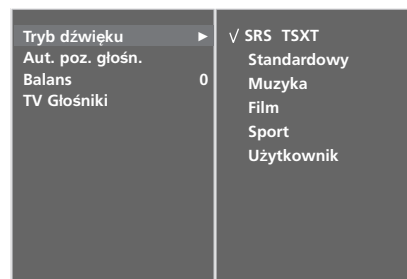 Tryb dźwięku ►
Aut. poz. głośn.
Balans 0
TV Głośniki
√ SRS TSXT
Standardowy
Muzyka
Film
Sport
Użytkownik